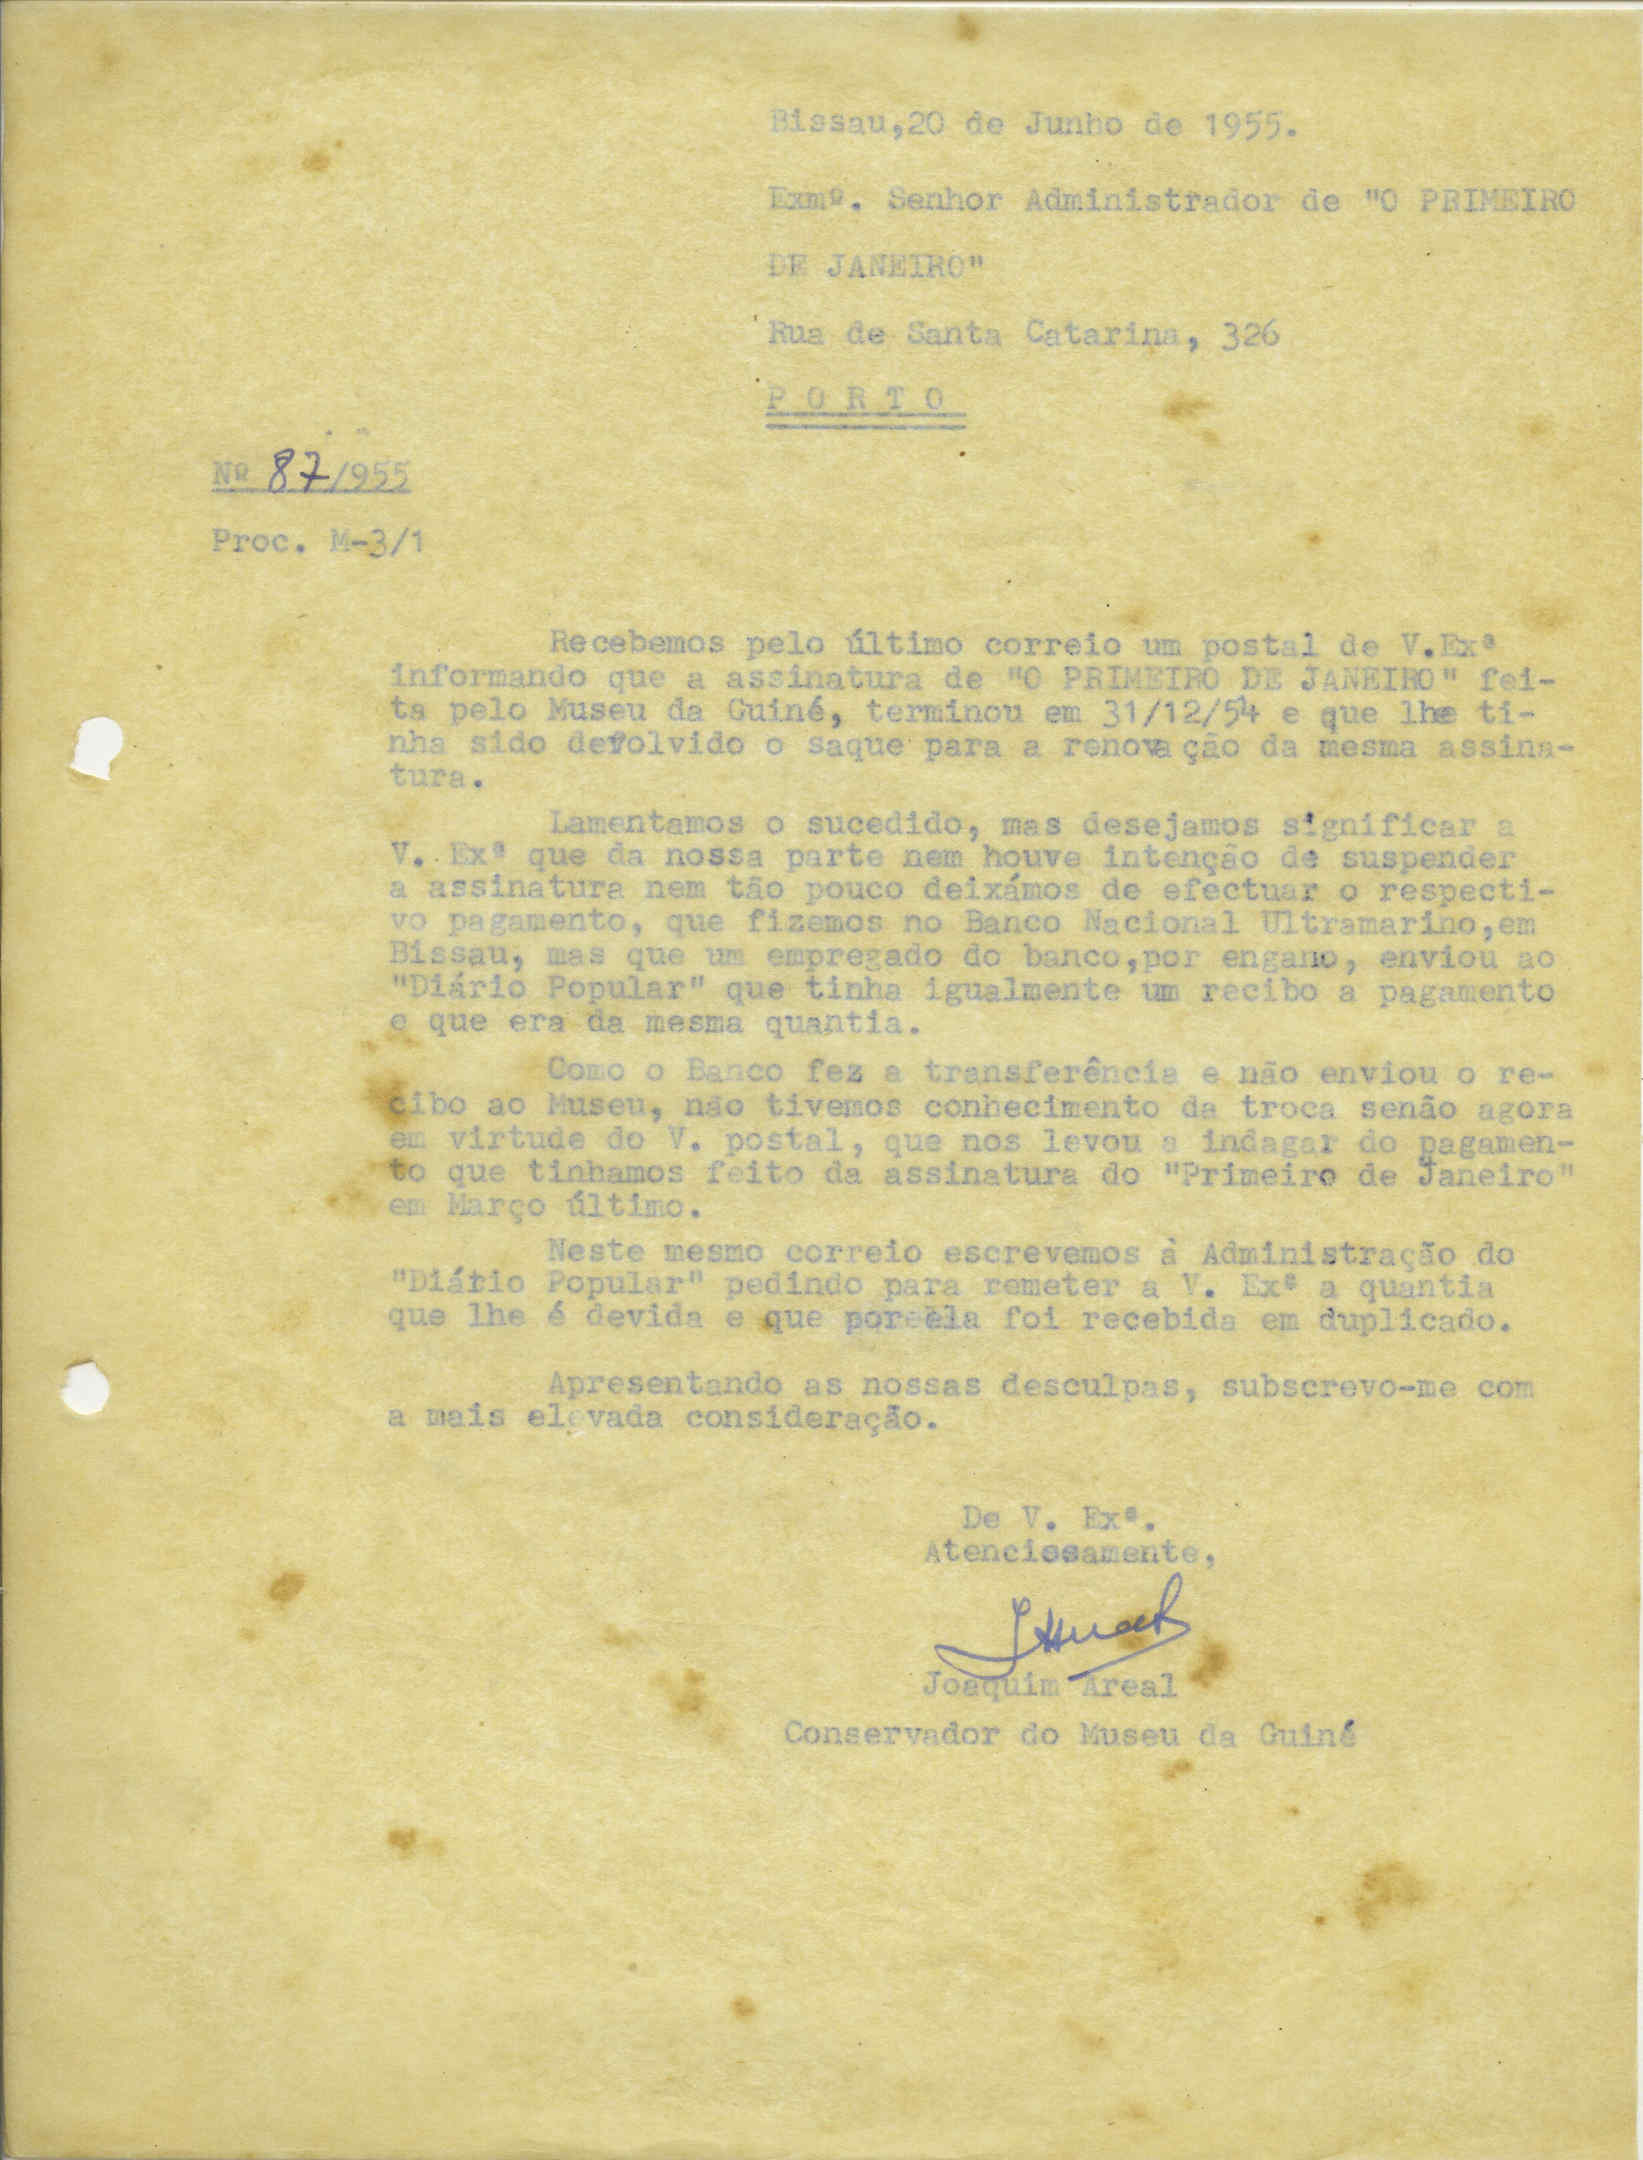 Bissau,20 de Junho de 1955.
Exmº. Senhor Administrador de "O PRIMEIRO
DE JANEIRO"
Rua de Santa Catarina, 326
P O R T O
Nº 87/955
Proc. M-3/1
Recebemos pelo último correio um postal de V.Exª
informando que a assinatura de "O PRIMEIRO DE JANEIRO" fei-
ta pelo Museu da Guiné, terminou em 31/12/54 e que lhe ti-
nha sido devolvido o saque para a renovação da mesma assina-
tura.
Lamentamos o sucedido, mas desejamos significar a
V. Exª que da nossa parte nem houve intenção de suspender
a assinatura nem tão pouco deixámos de efectuar o respecti-
vo pagamento, que fizemos no Banco Nacional Ultramarino,em
Bissau, mas que um empregado do banco,por engano, enviou ao
"Diário Popular" que tinha igualmente um recibo a pagamento
e que era da mesma quantia.
Como o Banco fez a transferência e não enviou o re-
cibo ao Museu, não tivemos conhecimento da troca senão agora
em virtude do V. postal, que nos levou a indagar do pagamen-
to que tinhamos feito da assinatura do "Primeiro de Janeiro"
em Março último.
Neste mesmo correio escrevemos à Administração do
"Diário Popular" pedindo para remeter a V. Exª a quantia
que lhe é devida e que por ela foi recebida em duplicado.
Apresentando as nossas desculpas, subscrevo-me com
a mais elevada consideração.
De V. Exª.
Atenciosamente,
Joaquim Areal
Conservador do Museu da Guiné